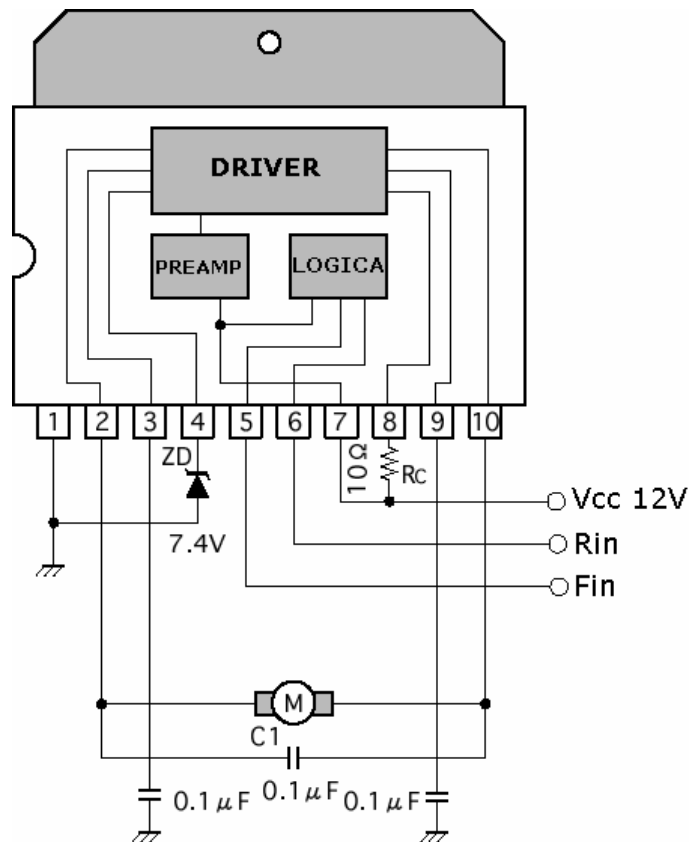 DRIVER
PREAMP
LOGICA
1 2 3 4 5 6 7 8 9 10
ZD
10Ω
RC
Vcc 12V
7.4V
Rin
Fin
M
C1
0.1μF
0.1μF
0.1μF